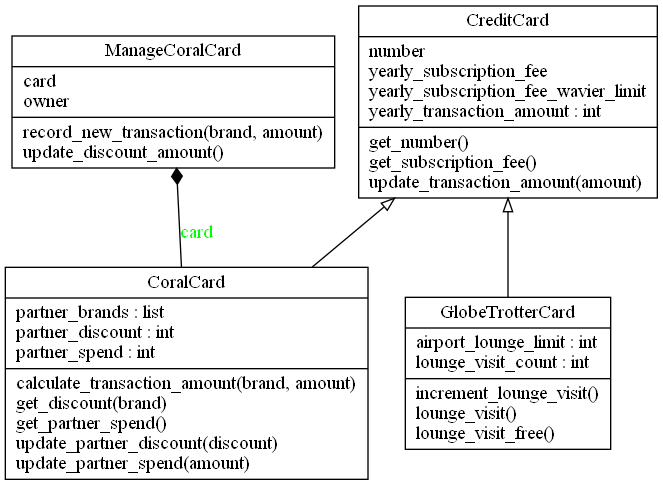 ManageCoralCard
card
owner
record_new_transaction(brand, amount)
update_discount_amount()
CreditCard
number
yearly_subscription_fee
yearly_subscription_fee_wavier_limit
yearly_transaction_amount : int
get_number()
get_subscription_fee()
update_transaction_amount(amount)
card
CoralCard
partner_brands : list
partner_discount : int
partner_spend : int
calculate_transaction_amount(brand, amount)
get_discount(brand)
get_partner_spend()
update_partner_discount(discount)
update_partner_spend(amount)
GlobeTrotterCard
airport_lounge_limit : int
lounge_visit_count : int
increment_lounge_visit()
lounge_visit()
lounge_visit_free()